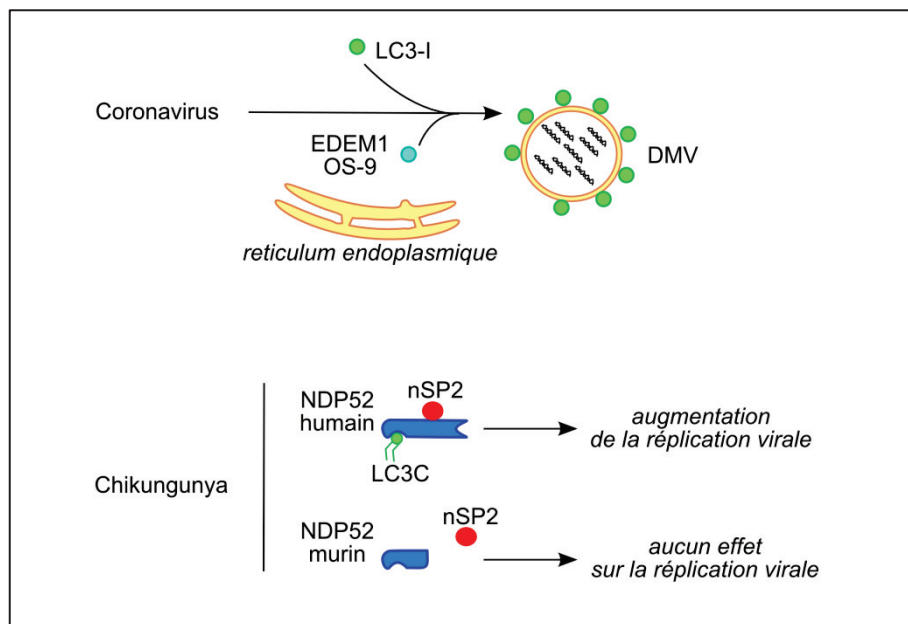 LC3-I
Coronavirus
EDEM1
OS-9
DMV
reticulum endoplasmique
Chikungunya
NDP52
humain
nSP2
LC3C
augmentation
de la réplication virale
NDP52
murin
nSP2
aucun effet
sur la réplication virale